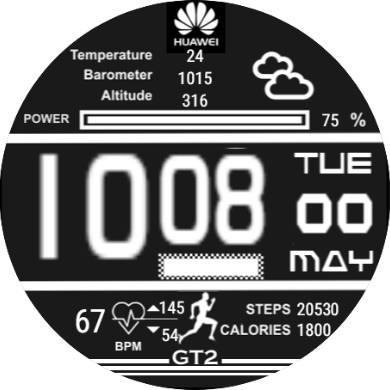 HUAWEI
Temperature 24
Barometer 1015
Altitude 316
POWER 75 %
TUE
1008 00
MAY
67 BPM
145
54
STEPS 20530
CALORIES 1800
GT2